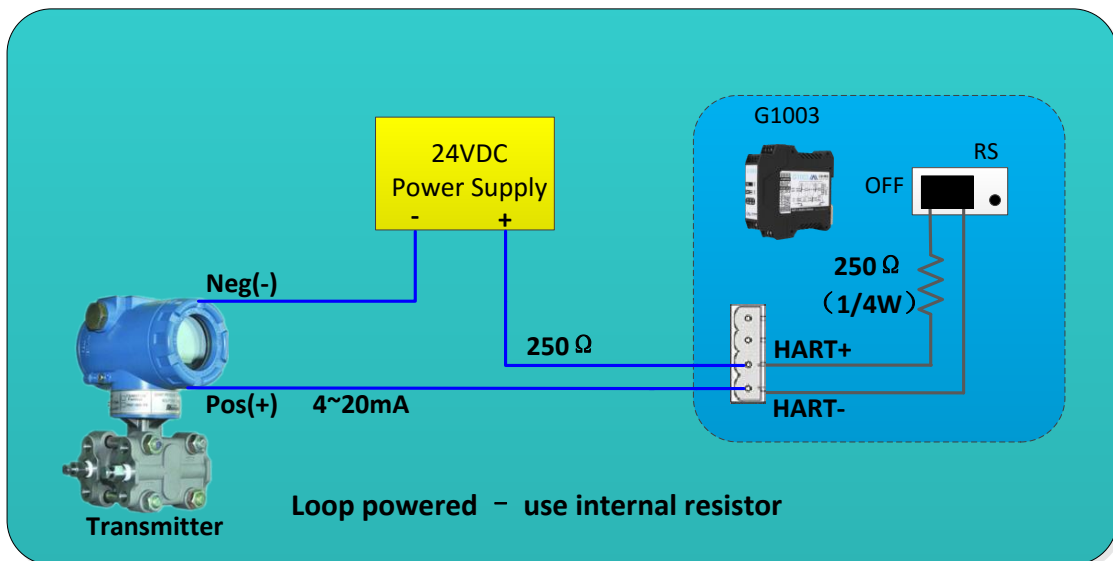 G1003
24VDC
Power Supply
-
+
RS
OFF
250Ω
（1/4W）
Neg(-)
250Ω
HART+
Pos(+)
4~20mA
HART-
Loop powered － use internal resistor
Transmitter